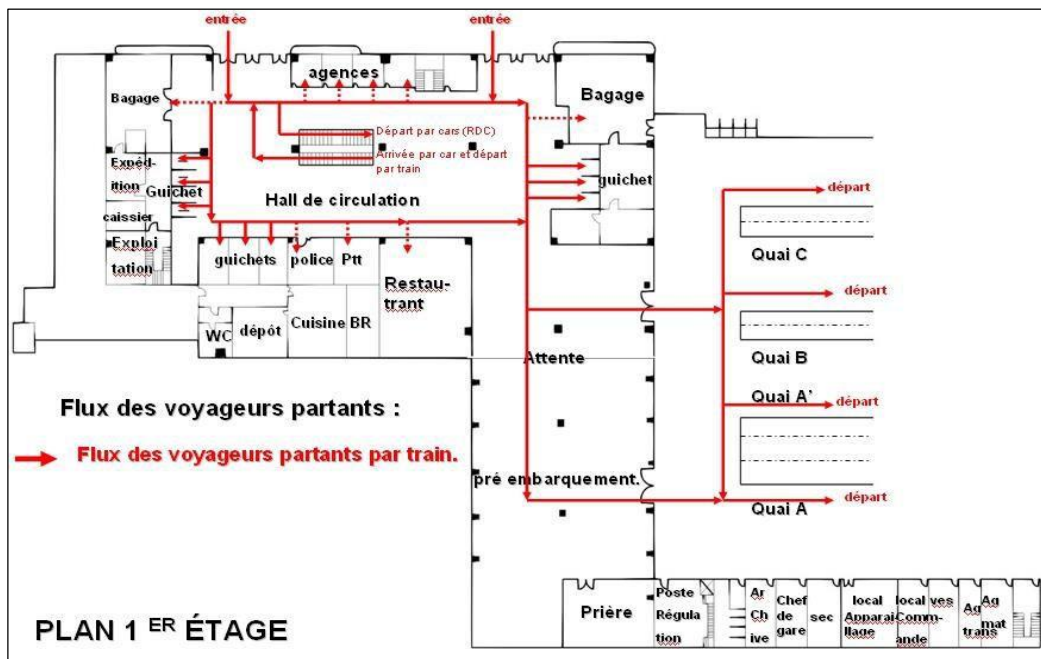 entrée
entrée
agences
Bagage
Bagage
Départ par cars (RDC)
Arrivée par car et départ
par train
Expéd-
ition
Guichet
guichet
caissier
Hall de circulation
Exploi
tation
guichets
police
Ptt
Restau-
trant
WC
dépôt
Cuisine
BR
départ
Quai C
départ
Quai B
Attente
Quai A'
départ
Flux des voyageurs partants :
Flux des voyageurs partants par train.
pré embarquement.
départ
Quai A
Prière
Poste
Régula
tion
Ar
Ch
ive
Chef
de
gare
sec
local
Apparai-
llage
local
Comm-
ande
ves
Ag
trans
Ag
mat
PLAN 1 ER ÉTAGE